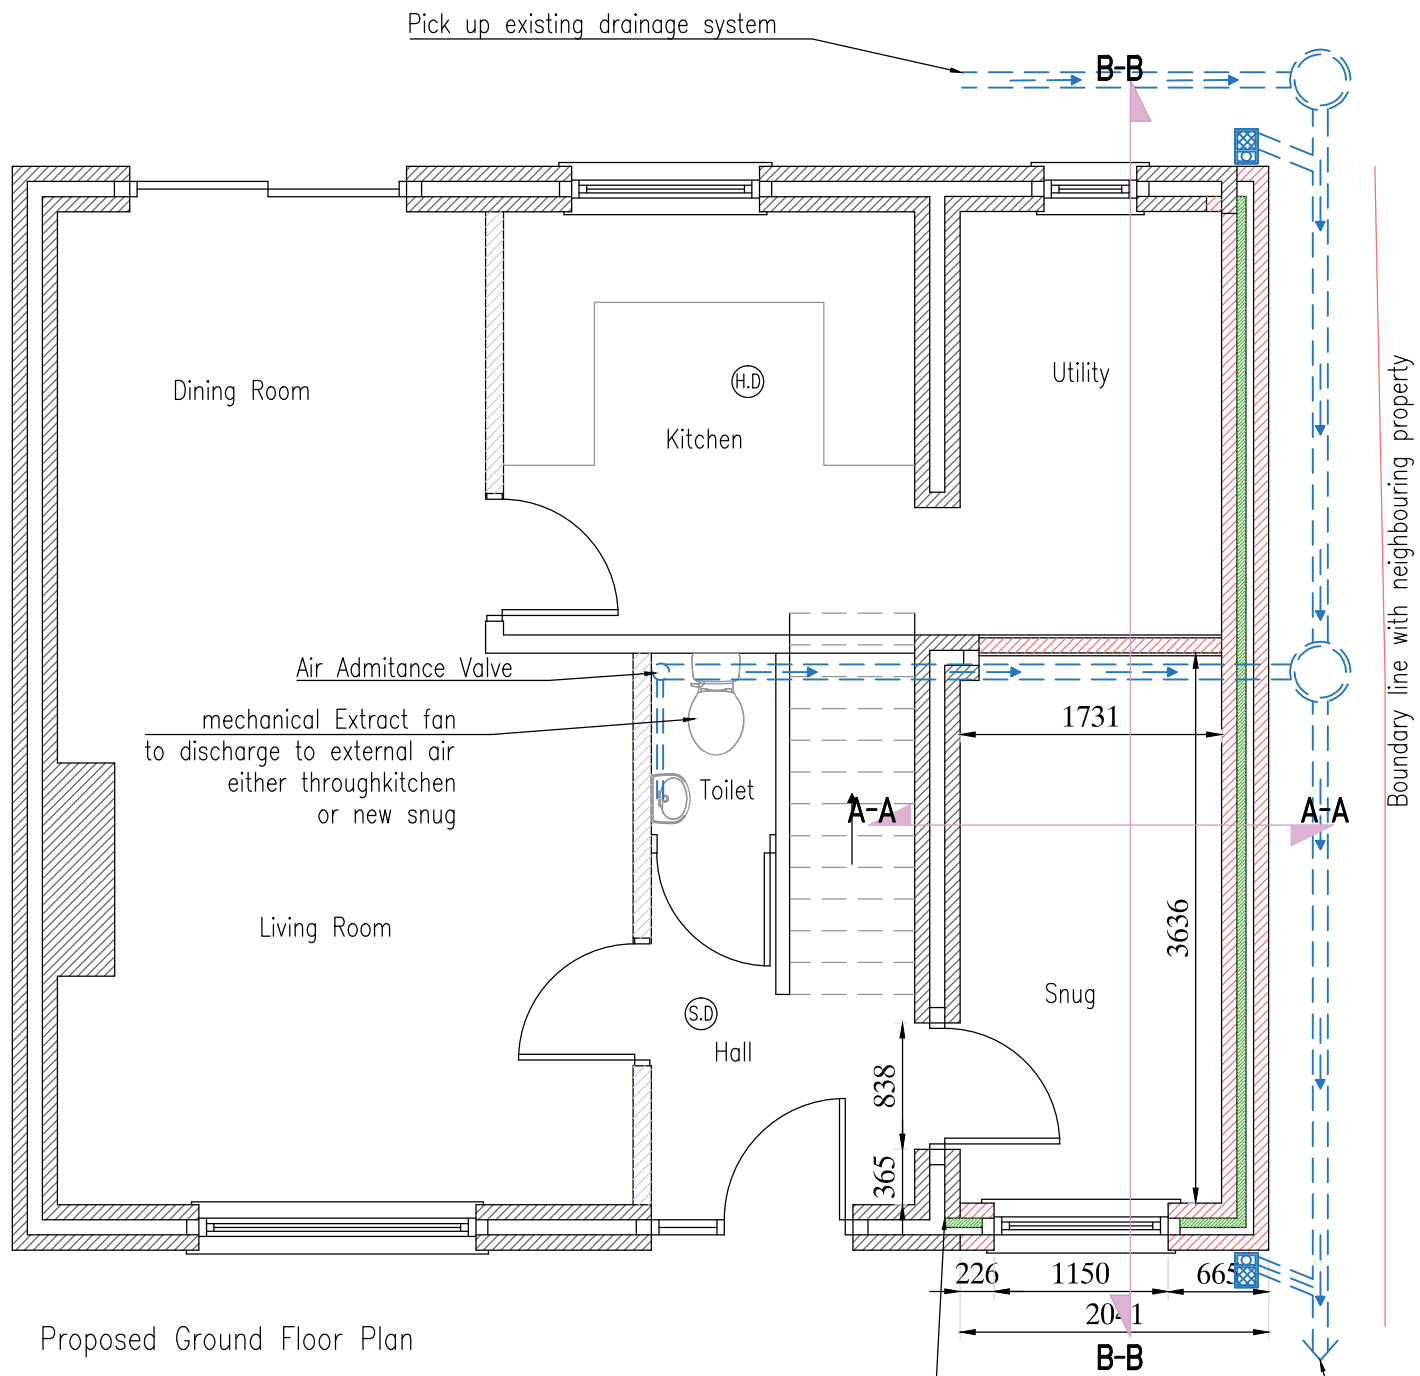 Pick up existing drainage system
B-B
Dining Room
H.D
Kitchen
Utility
Boundary line with neighbouring property
Air Admitance Valve
mechanical Extract fan
to discharge to external air
either throughkitchen
or new snug
1731
Toilet
A-A
A-A
3636
Living Room
Snug
S.D
Hall
838
365
226
1150
665
2041
B-B
Proposed Ground Floor Plan